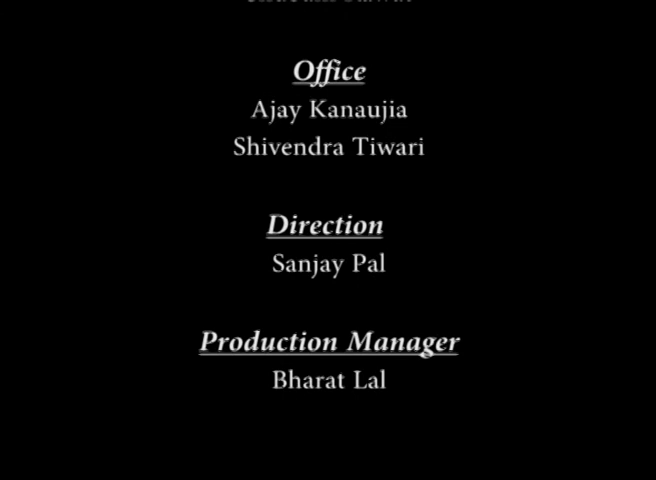 Office
Ajay Kanaujia
Shivendra Tiwari
Direction
Sanjay Pal
Production Manager
Bharat Lal